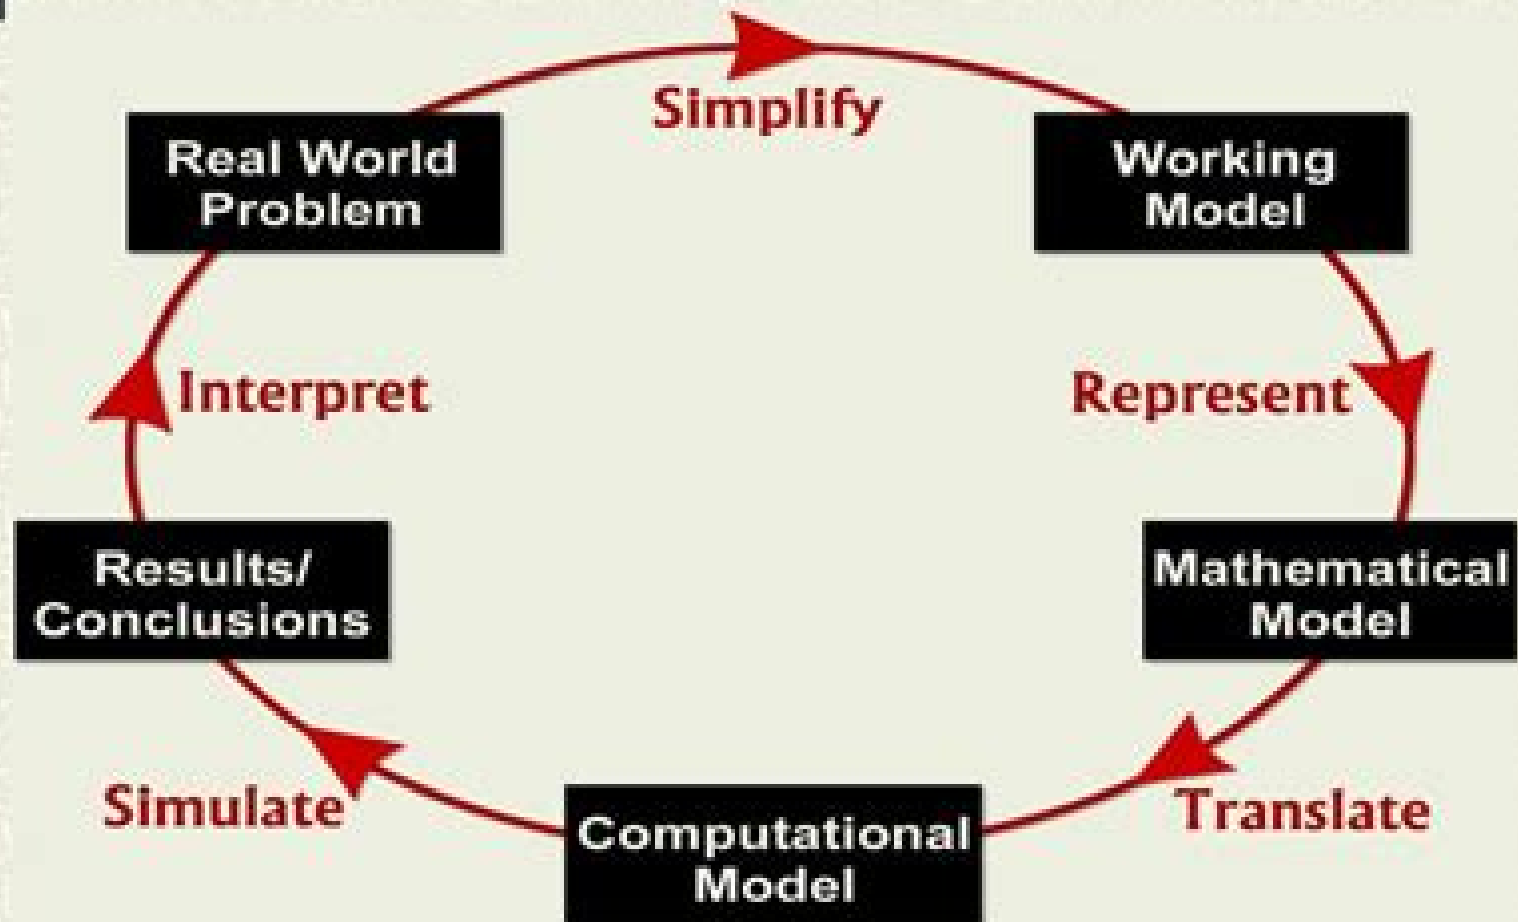 Simplify
Real World
Problem
Working
Model
Interpret
Represent
Results/
Conclusions
Mathematical
Model
Simulate
Translate
Computational
Model